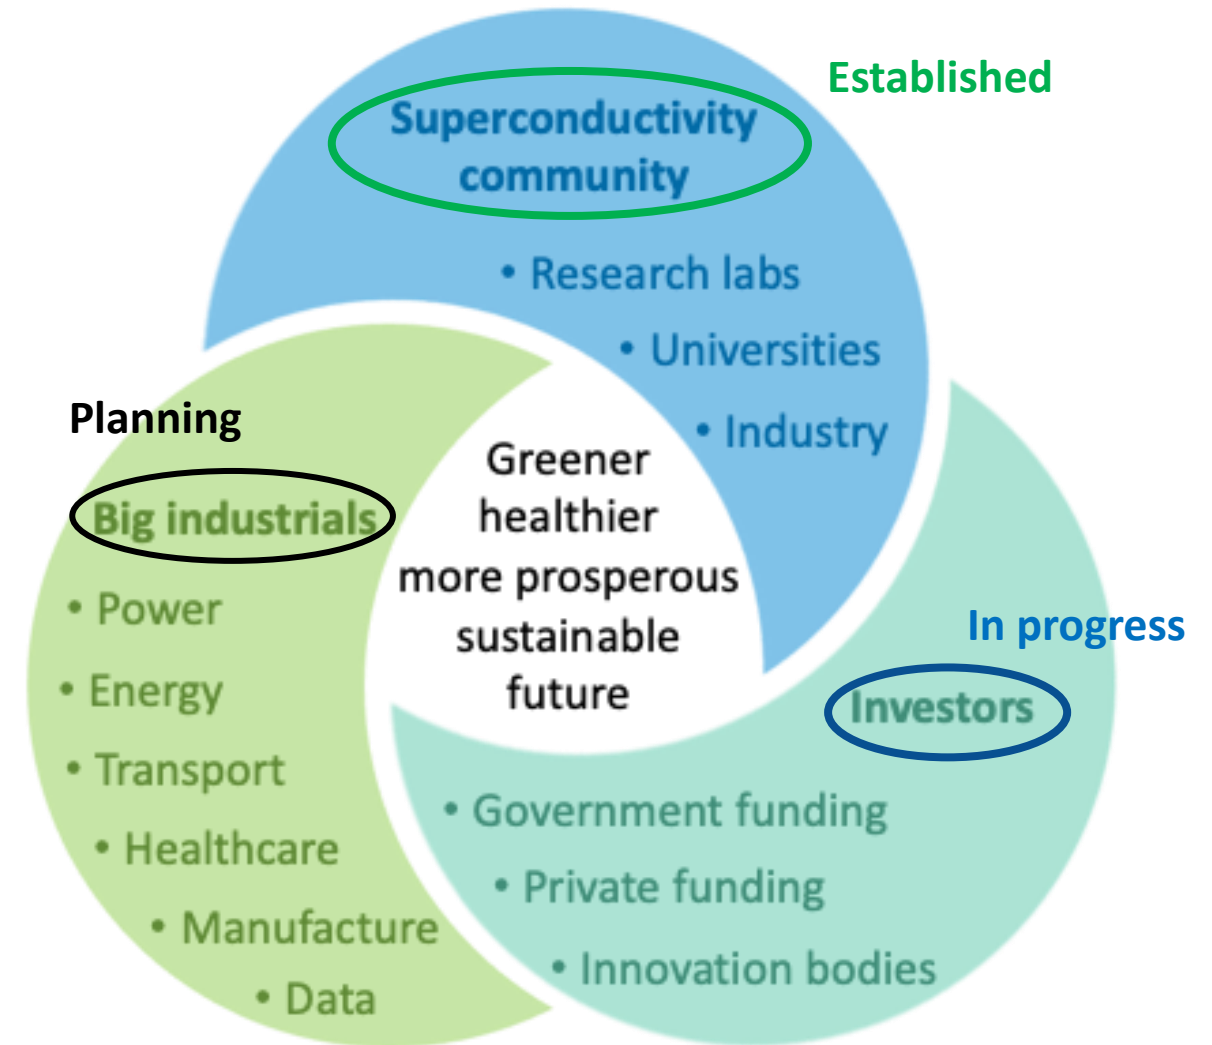 Established
Superconductivity
community
• Research labs
• Universities
• Industry
Planning
Big industrials
• Power
• Energy
• Transport
• Healthcare
• Manufacture
• Data
Greener
healthier
more prosperous
sustainable
future
In progress
Investors
• Government funding
• Private funding
• Innovation bodies